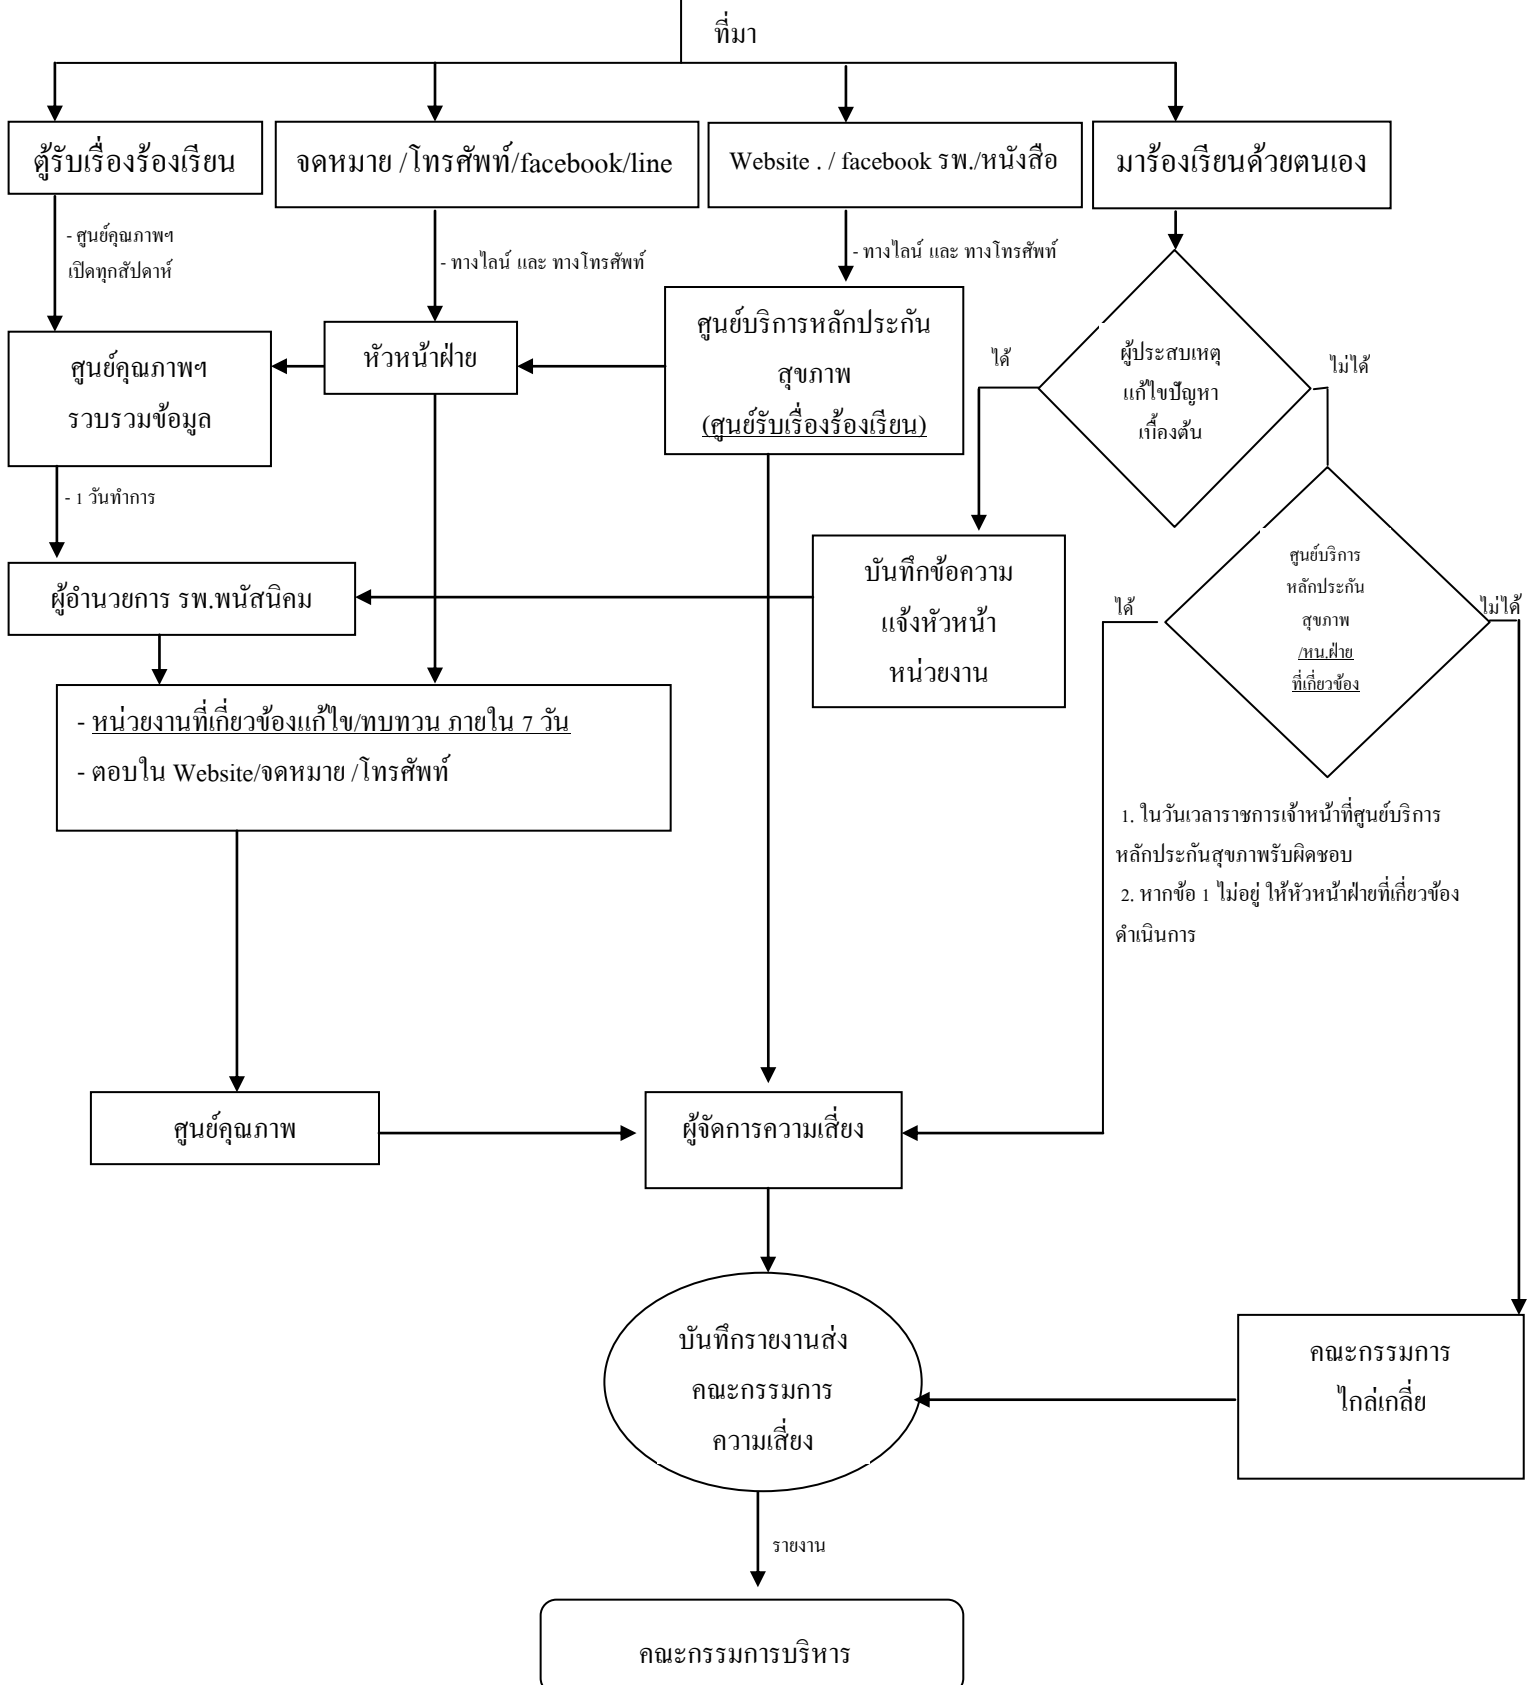 ที่มา
ตู้รับเรื่องร้องเรียน
จดหมาย /โทรศัพท์/facebook/line
Website . / facebook รพ./หนังสือ
มาร้องเรียนด้วยตนเอง
- ศูนย์คุณภาพฯ
เปิดทุกสัปดาห์
- ทางไลน์ และ ทางโทรศัพท์
- ทางไลน์ และ ทางโทรศัพท์
ศูนย์คุณภาพฯ
รวบรวมข้อมูล
หัวหน้าฝ่าย
ศูนย์บริการหลักประกัน
สุขภาพ
(ศูนย์รับเรื่องร้องเรียน)
ได้
ผู้ประสบเหตุ
แก้ไขปัญหา
เบื้องต้น
ไม่ได้
- 1 วันทำการ
ผู้อำนวยการ รพ.พนัสนิคม
บันทึกข้อความ
แจ้งหัวหน้า
หน่วยงาน
ได้
ศูนย์บริการ
หลักประกัน
สุขภาพ
/หน.ฝ่าย
ที่เกี่ยวข้อง
ไม่ได้
- หน่วยงานที่เกี่ยวข้องแก้ไข/ทบทวน ภายใน 7 วัน
- ตอบใน Website/จดหมาย /โทรศัพท์
1. ในวันเวลาราชการเจ้าหน้าที่ศูนย์บริการ
หลักประกันสุขภาพรับผิดชอบ
2. หากข้อ 1 ไม่อยู่ ให้หัวหน้าฝ่ายที่เกี่ยวข้อง
ดำเนินการ
ศูนย์คุณภาพ
ผู้จัดการความเสี่ยง
บันทึกรายงานส่ง
คณะกรรมการ
ความเสี่ยง
คณะกรรมการ
ไกล่เกลี่ย
รายงาน
คณะกรรมการบริหาร